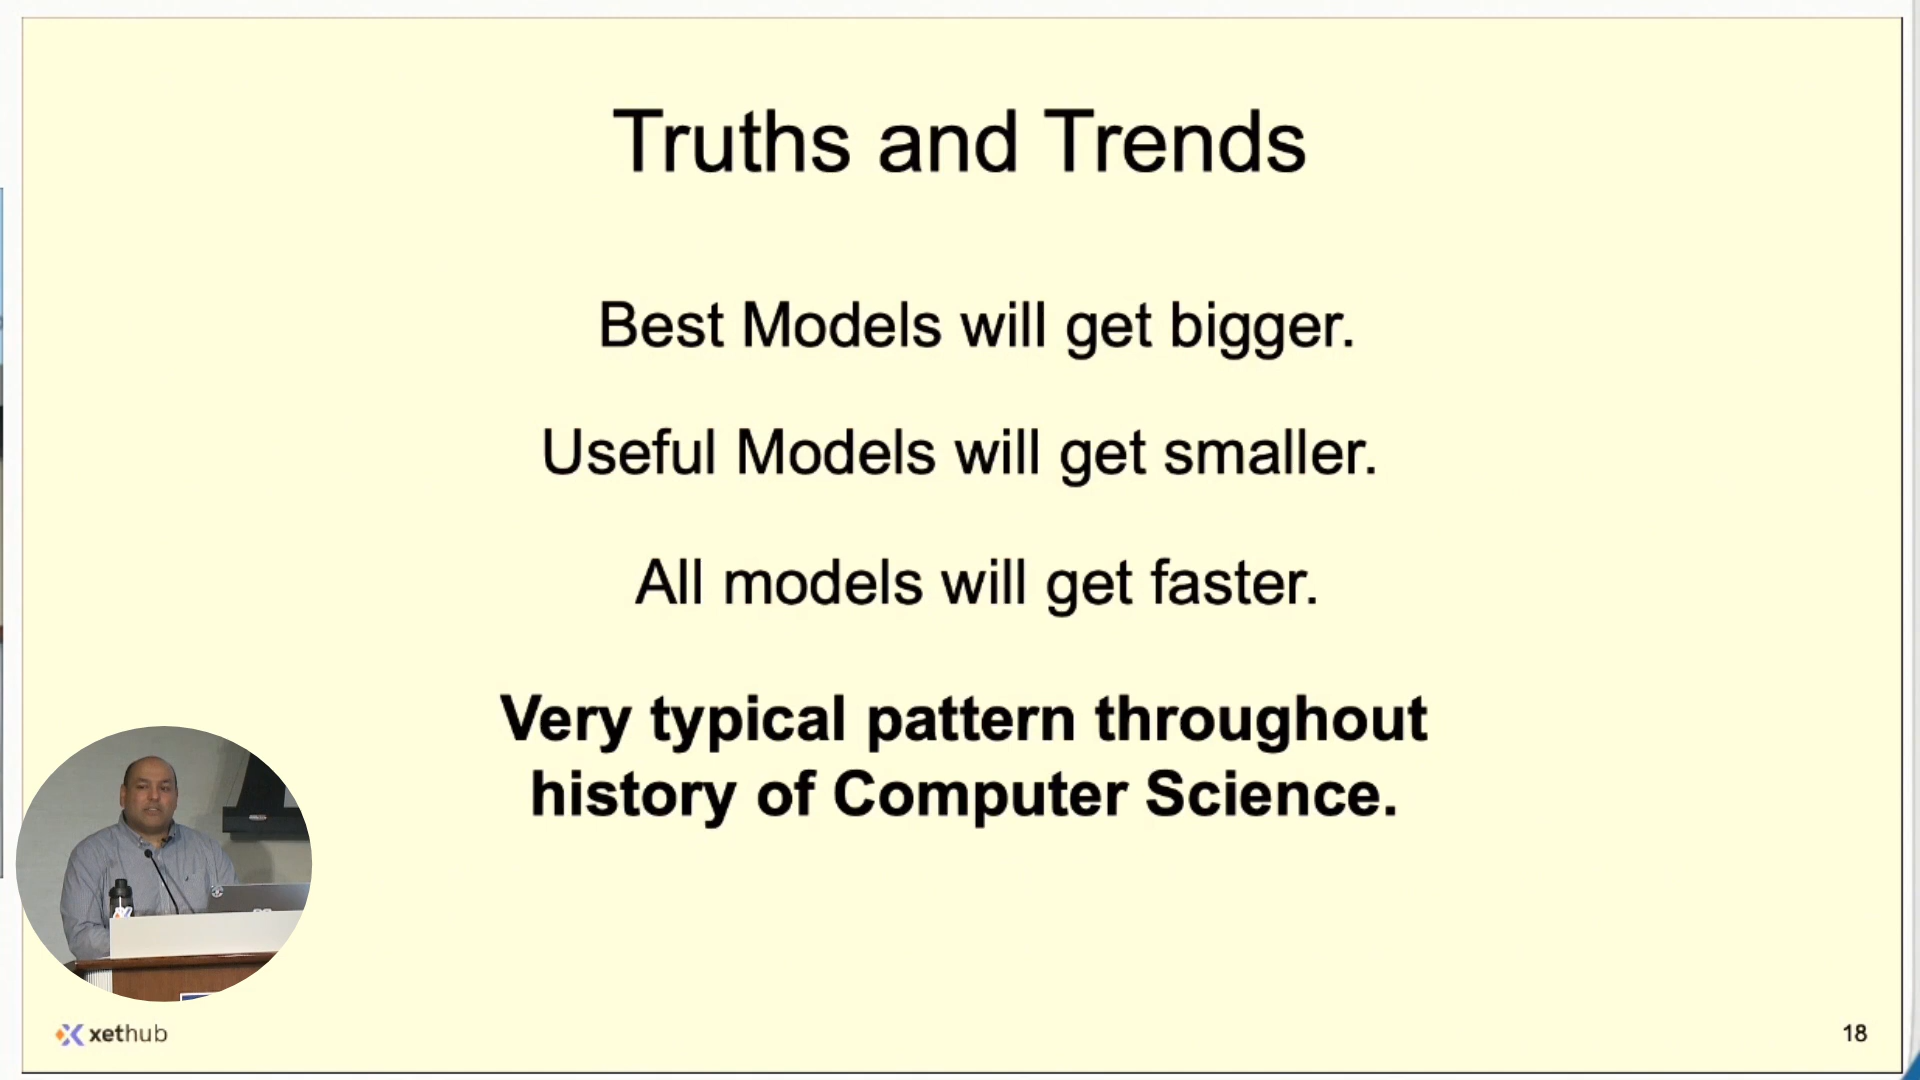 Truths and Trends
Best Models will get bigger.
Useful Models will get smaller.
All models will get faster.
Very typical pattern throughout
history of Computer Science.
xethub
18